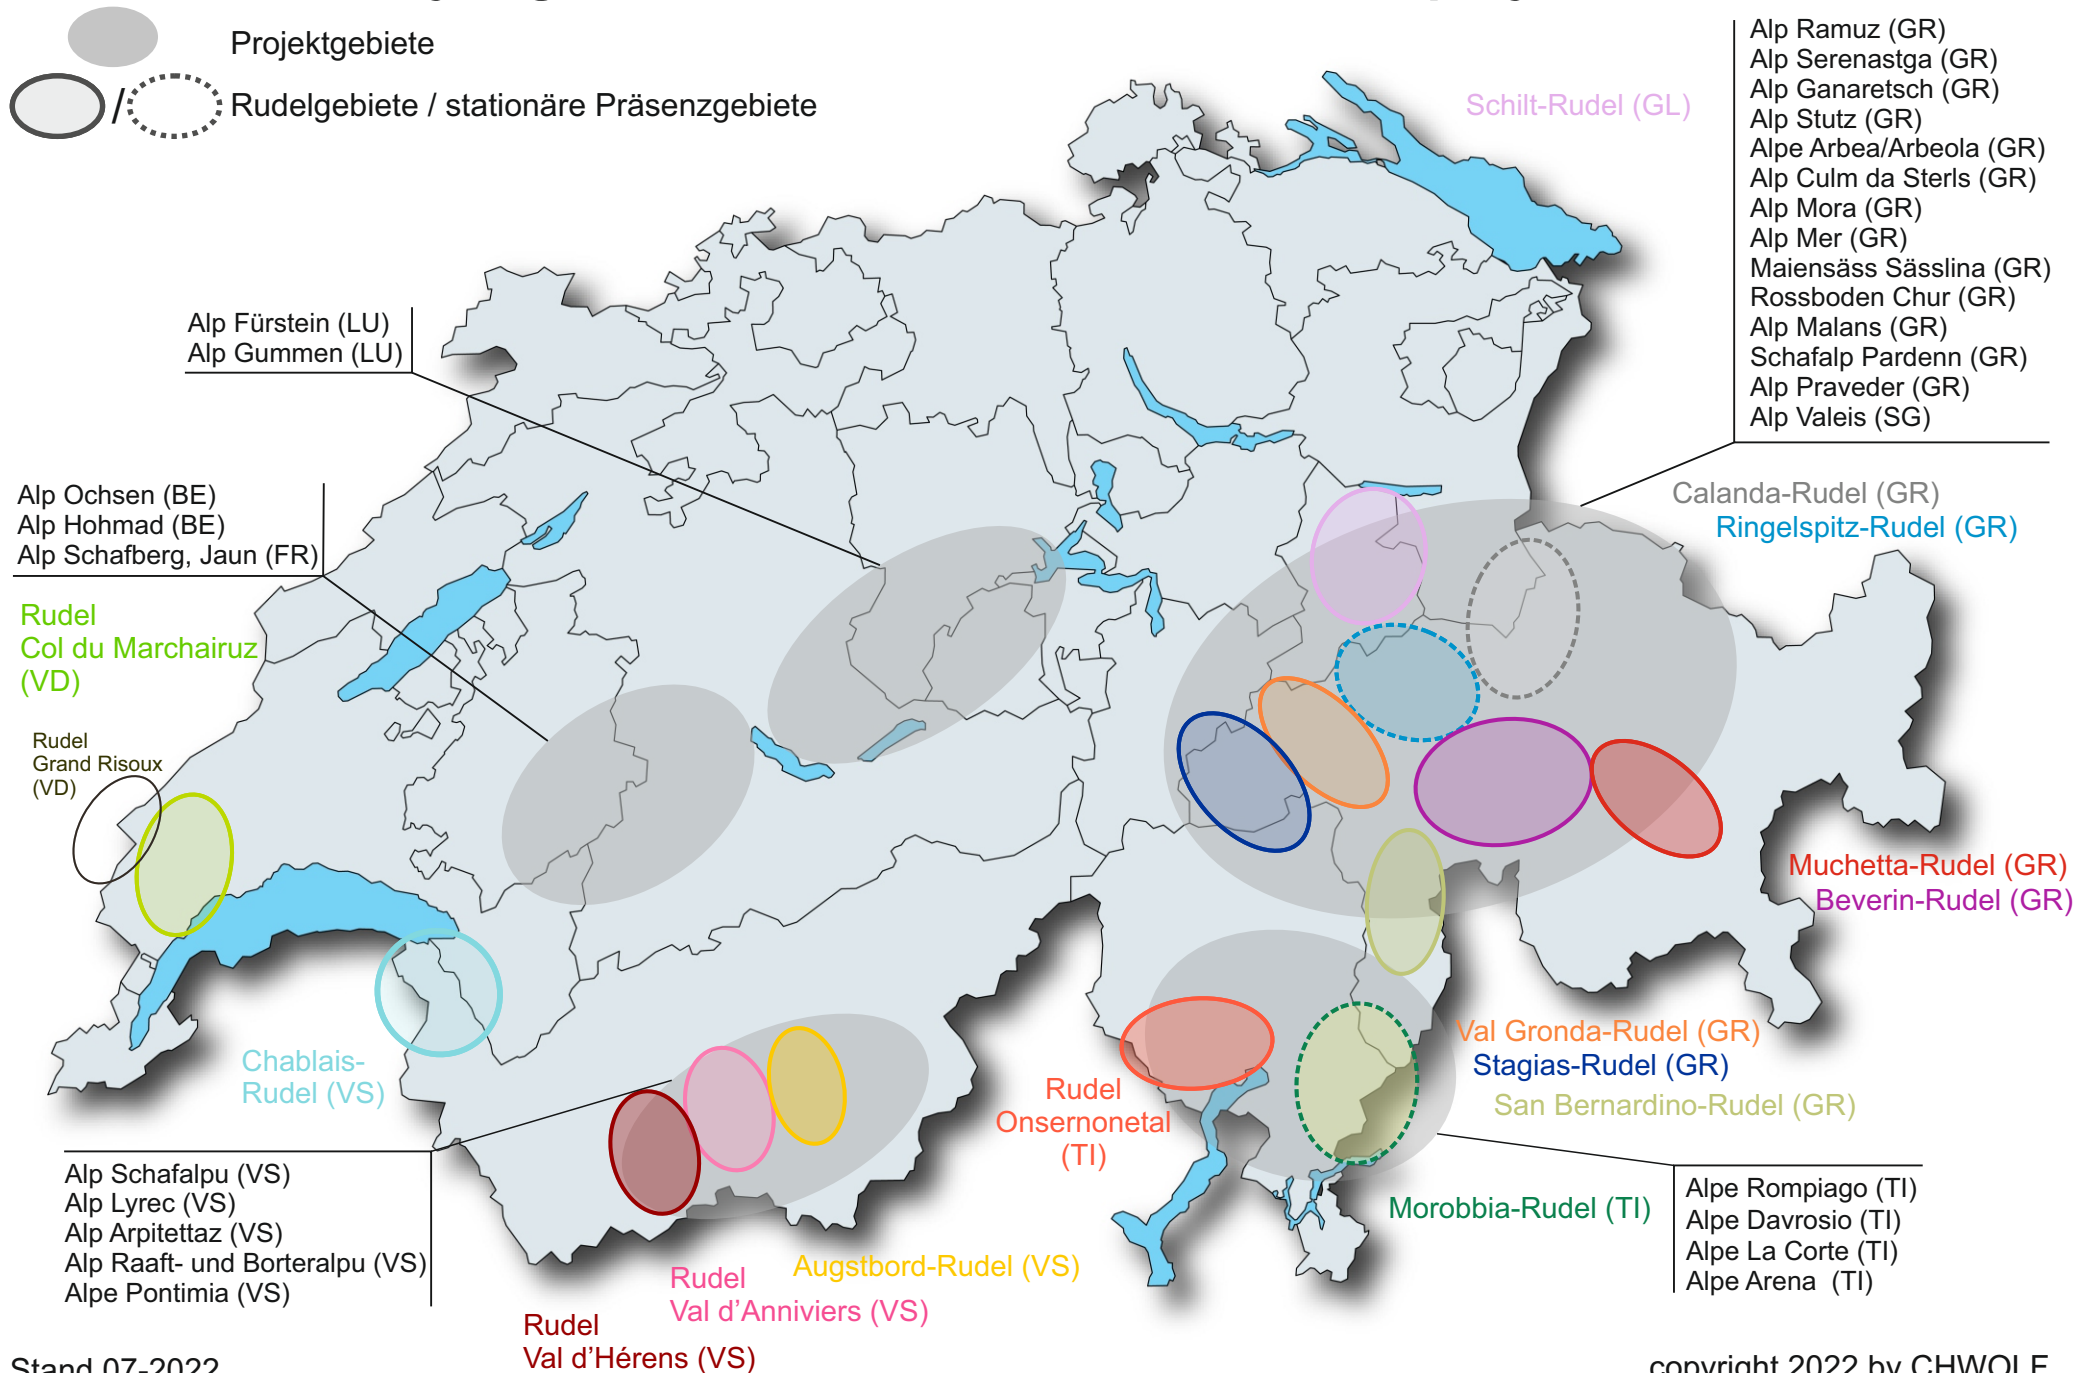 Projektgebiete
/
Rudelgebiete / stationäre Präsenzgebiete
Schilt-Rudel (GL)
Alp Ramuz (GR)
Alp Serenastga (GR)
Alp Ganaretsch (GR)
Alp Stutz (GR)
Alpe Arbea/Arbeola (GR)
Alp Culm da Sterls (GR)
Alp Mora (GR)
Alp Mer (GR)
Maiensäss Sässlina (GR)
Rossboden Chur (GR)
Alp Malans (GR)
Schafalp Pardenn (GR)
Alp Praveder (GR)
Alp Valeis (SG)
Alp Fürstein (LU)
Alp Gummen (LU)
Alp Ochsen (BE)
Alp Hohmad (BE)
Alp Schafberg, Jaun (FR)
Calanda-Rudel (GR)
Ringelspitz-Rudel (GR)
Rudel
Col du Marchairuz
(VD)
Rudel
Grand Risoux
(VD)
Muchetta-Rudel (GR)
Beverin-Rudel (GR)
Chablais-
Rudel (VS)
Val Gronda-Rudel (GR)
Stagias-Rudel (GR)
San Bernardino-Rudel (GR)
Rudel
Onsernonetal
(TI)
Alp Schafalpu (VS)
Alp Lyrec (VS)
Alp Arpitettaz (VS)
Alp Raaft- und Borteralpu (VS)
Alpe Pontimia (VS)
Morobbia-Rudel (TI)
Alpe Rompiago (TI)
Alpe Davrosio (TI)
Alpe La Corte (TI)
Alpe Arena (TI)
Augstbord-Rudel (VS)
Rudel
Val d'Anniviers (VS)
Rudel
Val d'Hérens (VS)
Stand 07-2022
copyright 2022 by CHWOLF